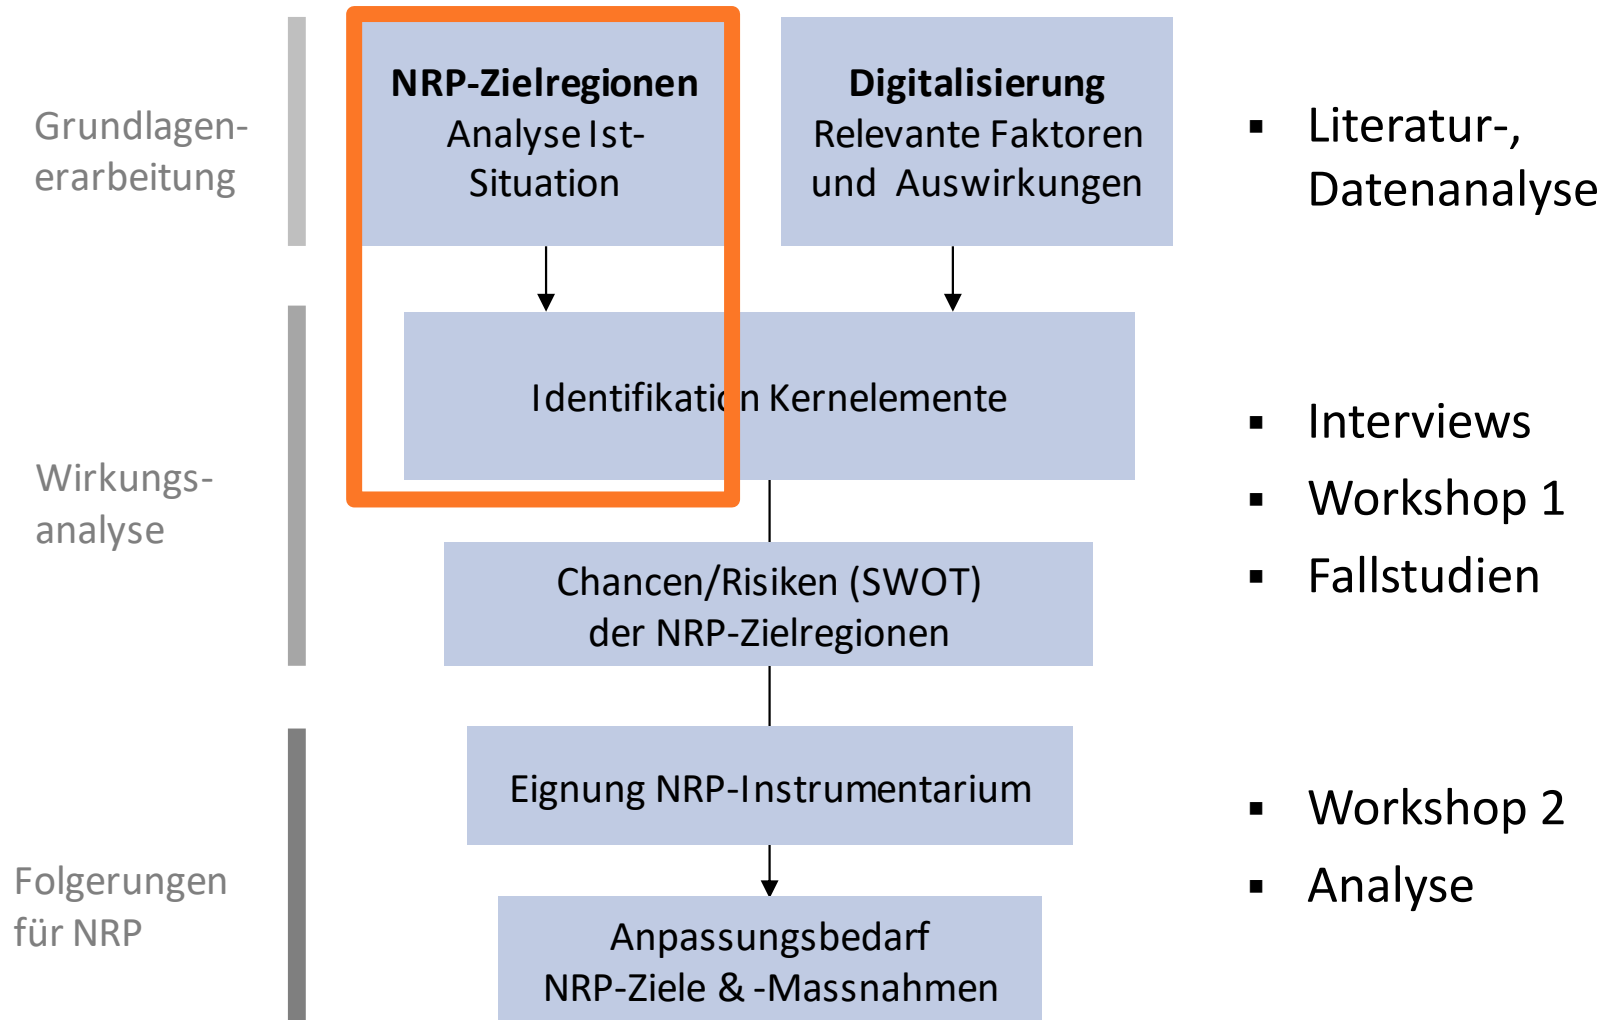 Grundlagen-
erarbeitung
NRP-Zielregionen
Analyse Ist-
Situation
Digitalisierung
Relevante Faktoren
und Auswirkungen
▪ Literatur-,
Datenanalyse
Wirkungs-
analyse
Identifikation Kernelemente
Chancen/Risiken (SWOT)
der NRP-Zielregionen
▪ Interviews
▪ Workshop 1
▪ Fallstudien
Folgerungen
für NRP
Eignung NRP-Instrumentarium
Anpassungsbedarf
NRP-Ziele & -Massnahmen
▪ Workshop 2
▪ Analyse